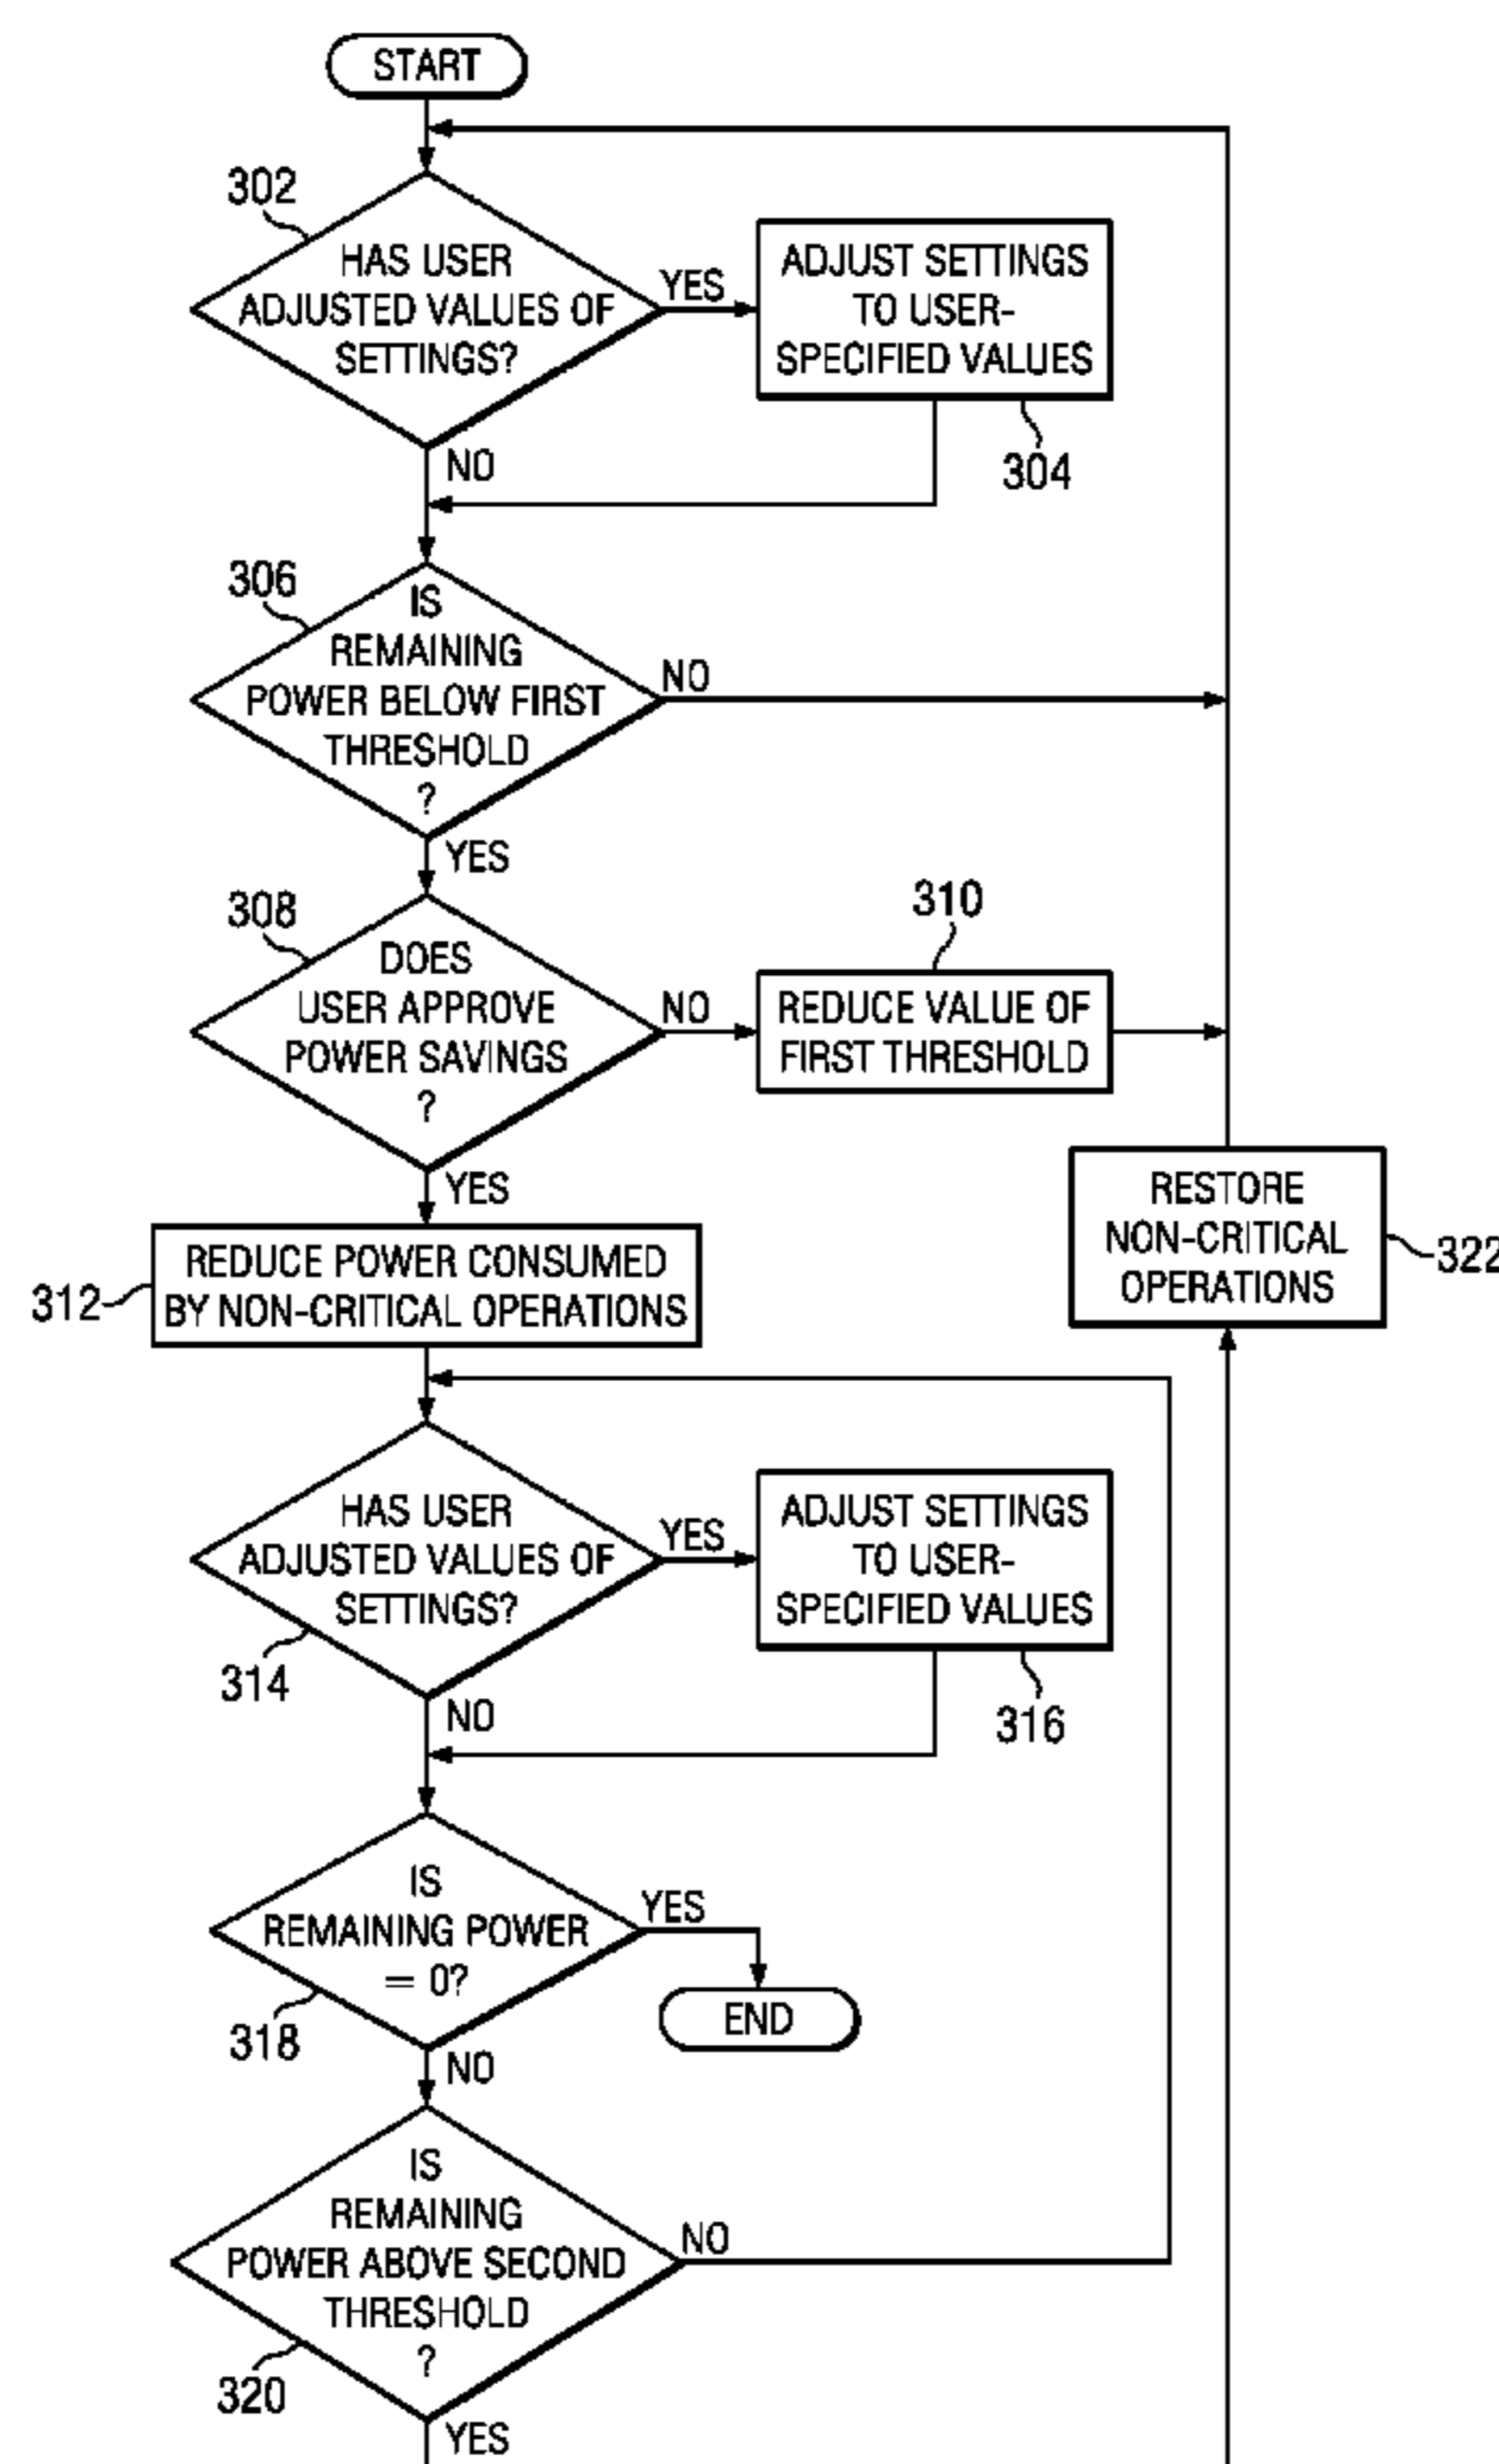 START
302
HAS USER
ADJUSTED VALUES OF
SETTINGS?
YES
ADJUST SETTINGS
TO USER-
SPECIFIED VALUES
304
NO
306
IS
REMAINING
POWER BELOW FIRST
THRESHOLD
?
NO
YES
308
DOES
USER APPROVE
POWER SAVINGS
?
NO
310
REDUCE VALUE OF
FIRST THRESHOLD
YES
312
REDUCE POWER CONSUMED
BY NON-CRITICAL OPERATIONS
RESTORE
NON-CRITICAL
OPERATIONS
322
HAS USER
ADJUSTED VALUES OF
SETTINGS?
314
YES
ADJUST SETTINGS
TO USER-
SPECIFIED VALUES
316
NO
IS
REMAINING POWER
= 0?
318
YES
END
NO
IS
REMAINING
POWER ABOVE SECOND
THRESHOLD
?
320
NO
YES